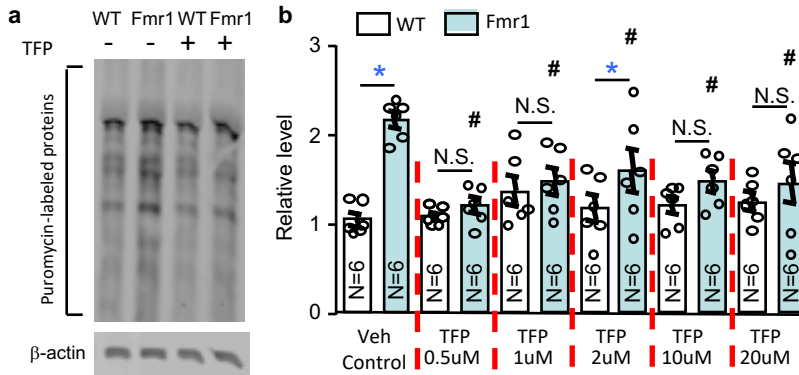 a
WT Fmr1 WT Fmr1
TFP - - + +
Puromycin-labeled proteins
β-actin
b
WT Fmr1
Relative level
3
2
1
0
* # # * # # #
N.S. N.S. N.S. N.S.
N=6 N=6 N=6 N=6 N=6 N=6 N=6 N=6 N=6 N=6 N=6 N=6
Veh TFP TFP TFP TFP TFP
Control 0.5uM 1uM 2uM 10uM 20uM